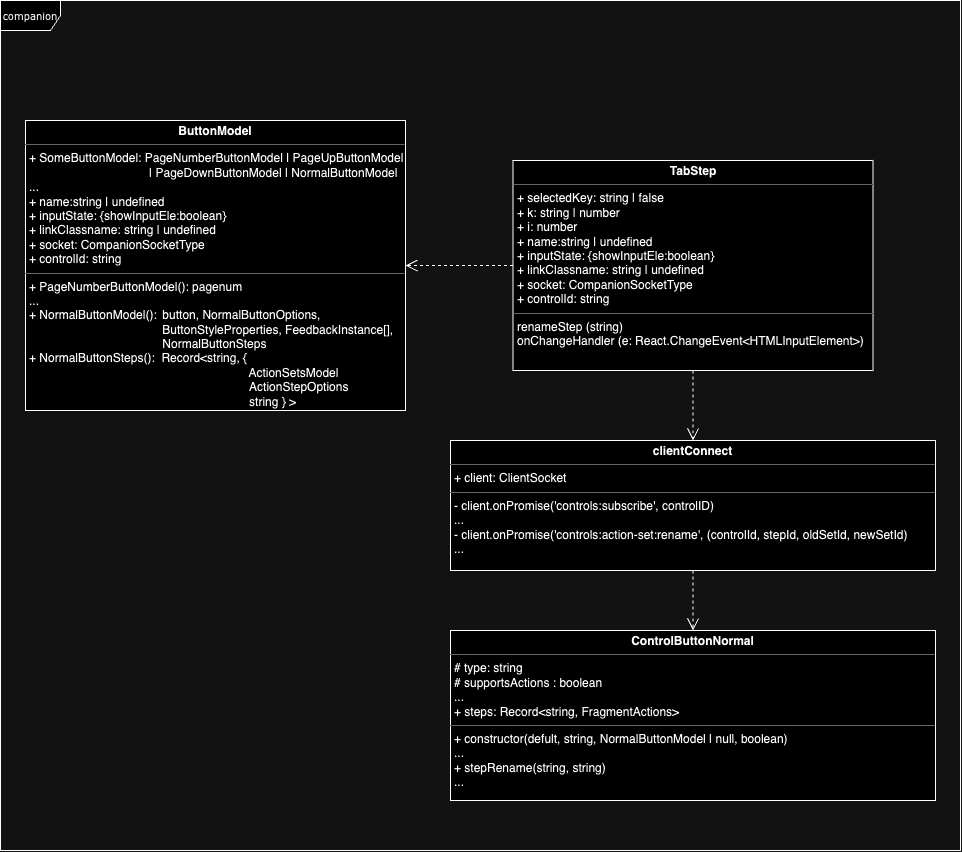 companion
ButtonModel
+ SomeButtonModel: PageNumberButtonModel | PageUpButtonModel
| PageDownButtonModel | NormalButtonModel
...
+ name:string | undefined
+ inputState: {showInputEle:boolean}
+ linkClassname: string | undefined
+ socket: CompanionSocketType
+ controlId: string
+ PageNumberButtonModel(): pagenum
...
+ NormalButtonModel(): button, NormalButtonOptions,
ButtonStyleProperties, FeedbackInstance[],
NormalButtonSteps
+ NormalButtonSteps(): Record<string, {
ActionSetsModel
ActionStepOptions
string } >
TabStep
+ selectedKey: string | false
+ k: string | number
+ i: number
+ name:string | undefined
+ inputState: {showInputEle:boolean}
+ linkClassname: string | undefined
+ socket: CompanionSocketType
+ controlId: string
renameStep (string)
onChangeHandler (e: React.ChangeEvent<HTMLInputElement>)
clientConnect
+ client: ClientSocket
- client.onPromise('controls:subscribe', controlID)
...
- client.onPromise('controls:action-set:rename', (controlId, stepId, oldSetId, newSetId)
...
ControlButtonNormal
# type: string
# supportsActions : boolean
...
+ steps: Record<string, FragmentActions>
+ constructor(defult, string, NormalButtonModel | null, boolean)
...
+ stepRename(string, string)
...